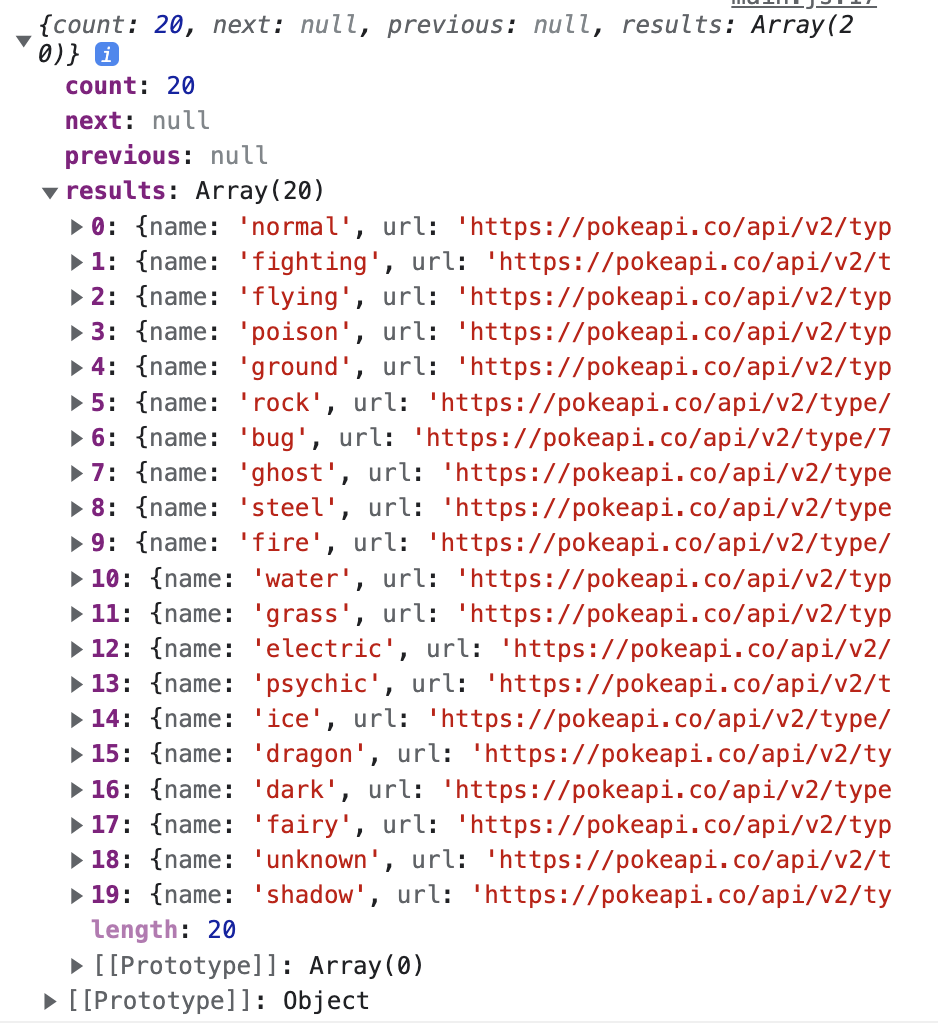 main.js:17
{count: 20, next: null, previous: null, results: Array(2
0)} i
count: 20
next: null
previous: null
results: Array(20)
0: {name: 'normal', url: 'https://pokeapi.co/api/v2/typ
1: {name: 'fighting', url: 'https://pokeapi.co/api/v2/t
2: {name: 'flying', url: 'https://pokeapi.co/api/v2/typ
3: {name: 'poison', url: 'https://pokeapi.co/api/v2/typ
4: {name: 'ground', url: 'https://pokeapi.co/api/v2/typ
5: {name: 'rock', url: 'https://pokeapi.co/api/v2/type/
6: {name: 'bug', url: 'https://pokeapi.co/api/v2/type/7
7: {name: 'ghost', url: 'https://pokeapi.co/api/v2/type
8: {name: 'steel', url: 'https://pokeapi.co/api/v2/type
9: {name: 'fire', url: 'https://pokeapi.co/api/v2/type/
10: {name: 'water', url: 'https://pokeapi.co/api/v2/typ
11: {name: 'grass', url: 'https://pokeapi.co/api/v2/typ
12: {name: 'electric', url: 'https://pokeapi.co/api/v2/
13: {name: 'psychic', url: 'https://pokeapi.co/api/v2/t
14: {name: 'ice', url: 'https://pokeapi.co/api/v2/type/
15: {name: 'dragon', url: 'https://pokeapi.co/api/v2/ty
16: {name: 'dark', url: 'https://pokeapi.co/api/v2/type
17: {name: 'fairy', url: 'https://pokeapi.co/api/v2/typ
18: {name: 'unknown', url: 'https://pokeapi.co/api/v2/t
19: {name: 'shadow', url: 'https://pokeapi.co/api/v2/ty
length: 20
[[Prototype]]: Array(0)
[[Prototype]]: Object